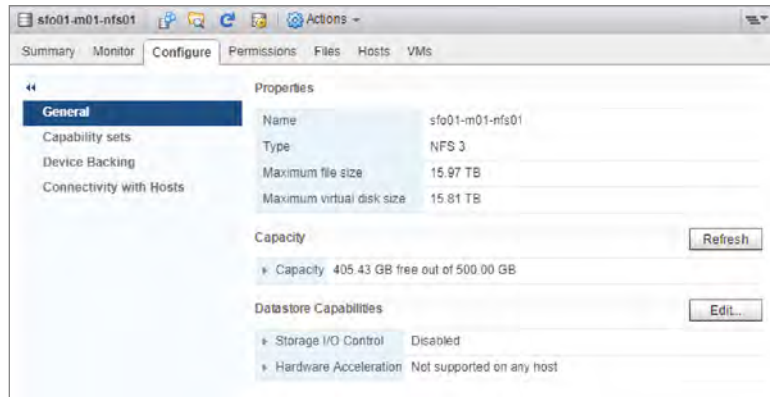 sfo01-m01-nfs01 Actions
Summary Monitor Configure Permissions Files Hosts VMs
General
Capability sets
Device Backing
Connectivity with Hosts
Properties
Name sfo01-m01-nfs01
Type NFS 3
Maximum file size 15.97 TB
Maximum virtual disk size 15.81 TB
Capacity Refresh
Capacity 405.43 GB free out of 500.00 GB
Datastore Capabilities Edit...
Storage I/O Control Disabled
Hardware Acceleration Not supported on any host